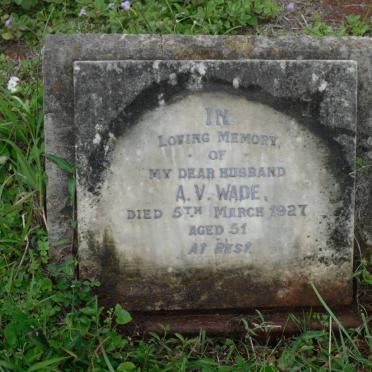 IN
LOVING MEMORY
OF
MY DEAR HUSBAND
A. V. WADE,
DIED 5TH MARCH 1927
AGED 51
AT REST.